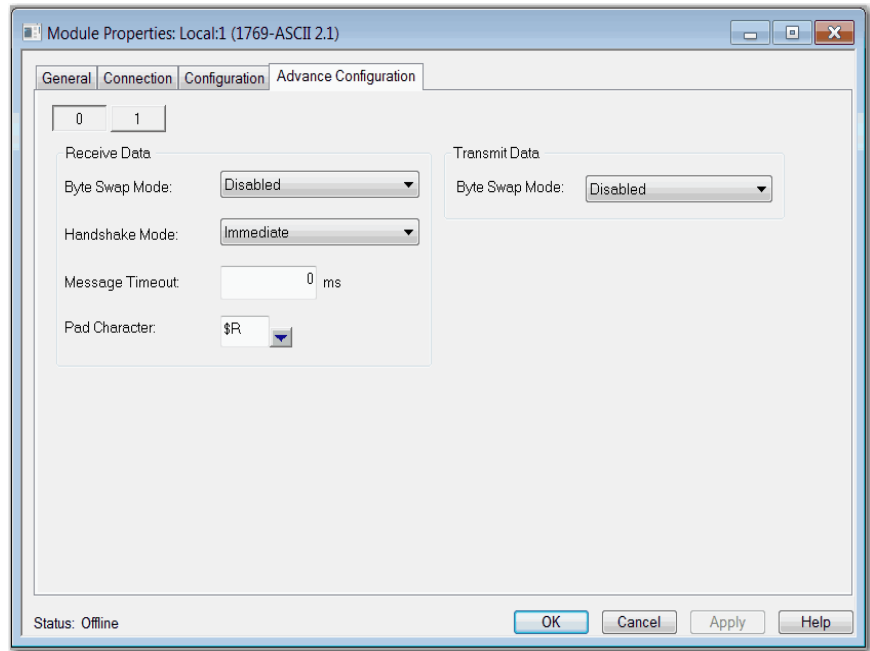 Module Properties: Local:1 (1769-ASCII 2.1)
General Connection Configuration Advance Configuration
0 1
Receive Data
Byte Swap Mode: Disabled
Handshake Mode: Immediate
Message Timeout: 0 ms
Pad Character: $R
Transmit Data
Byte Swap Mode: Disabled
Status: Offline
OK Cancel Apply Help